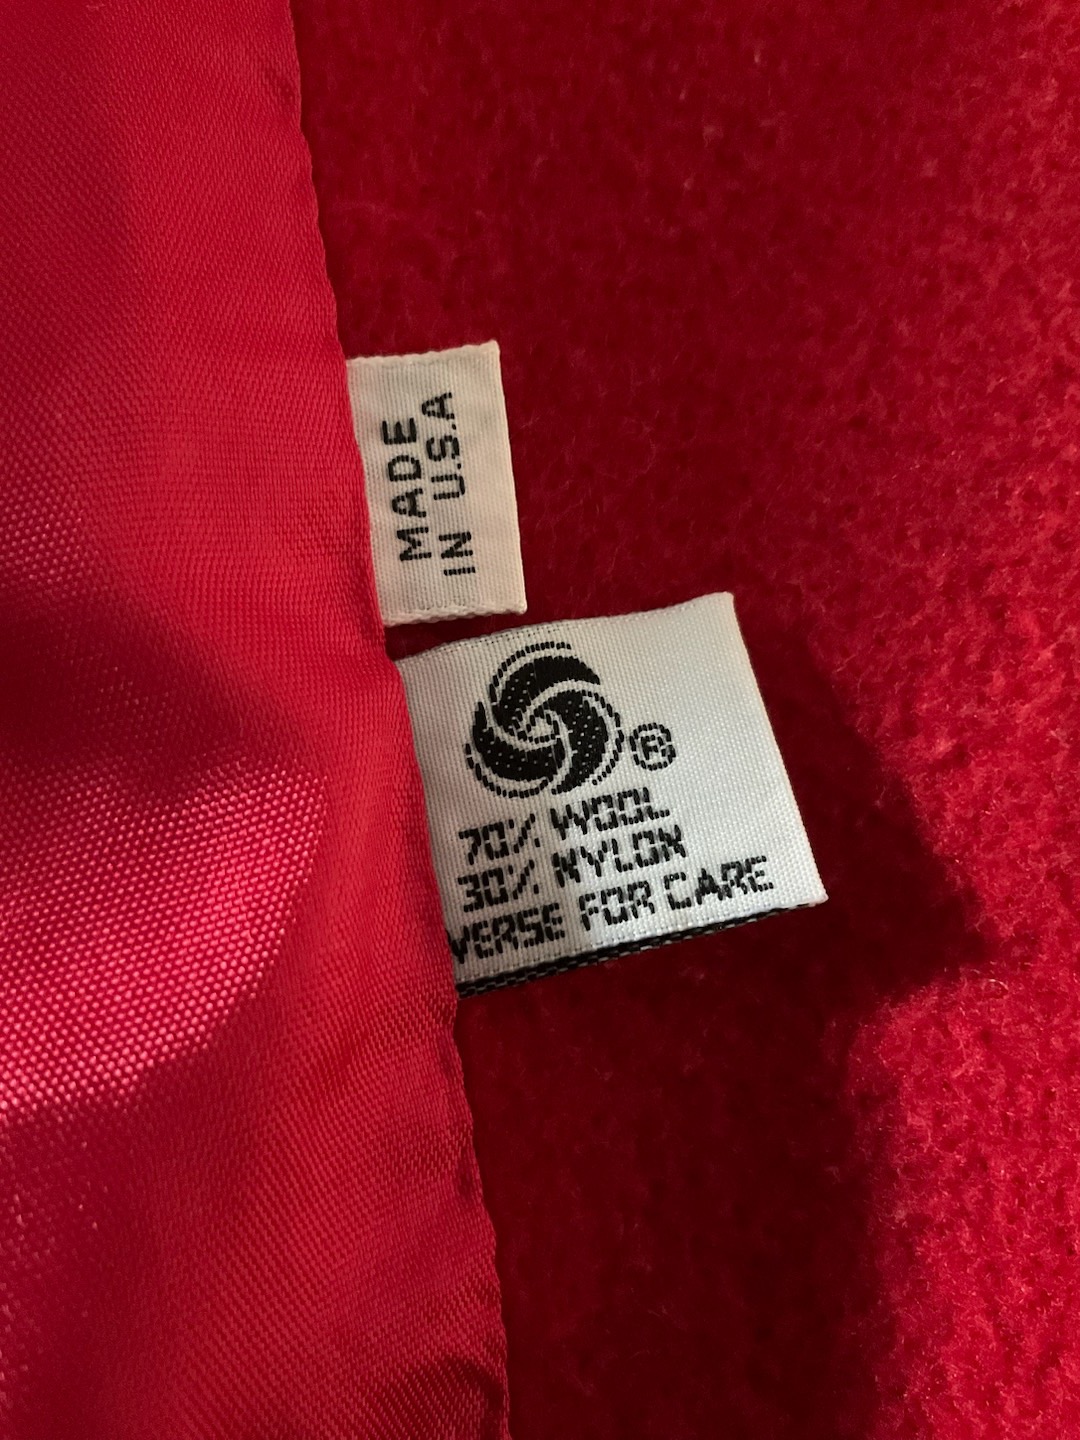 MADE
IN U.S.A
®
70% WOOL
30% NYLON
VERSE FOR CARE